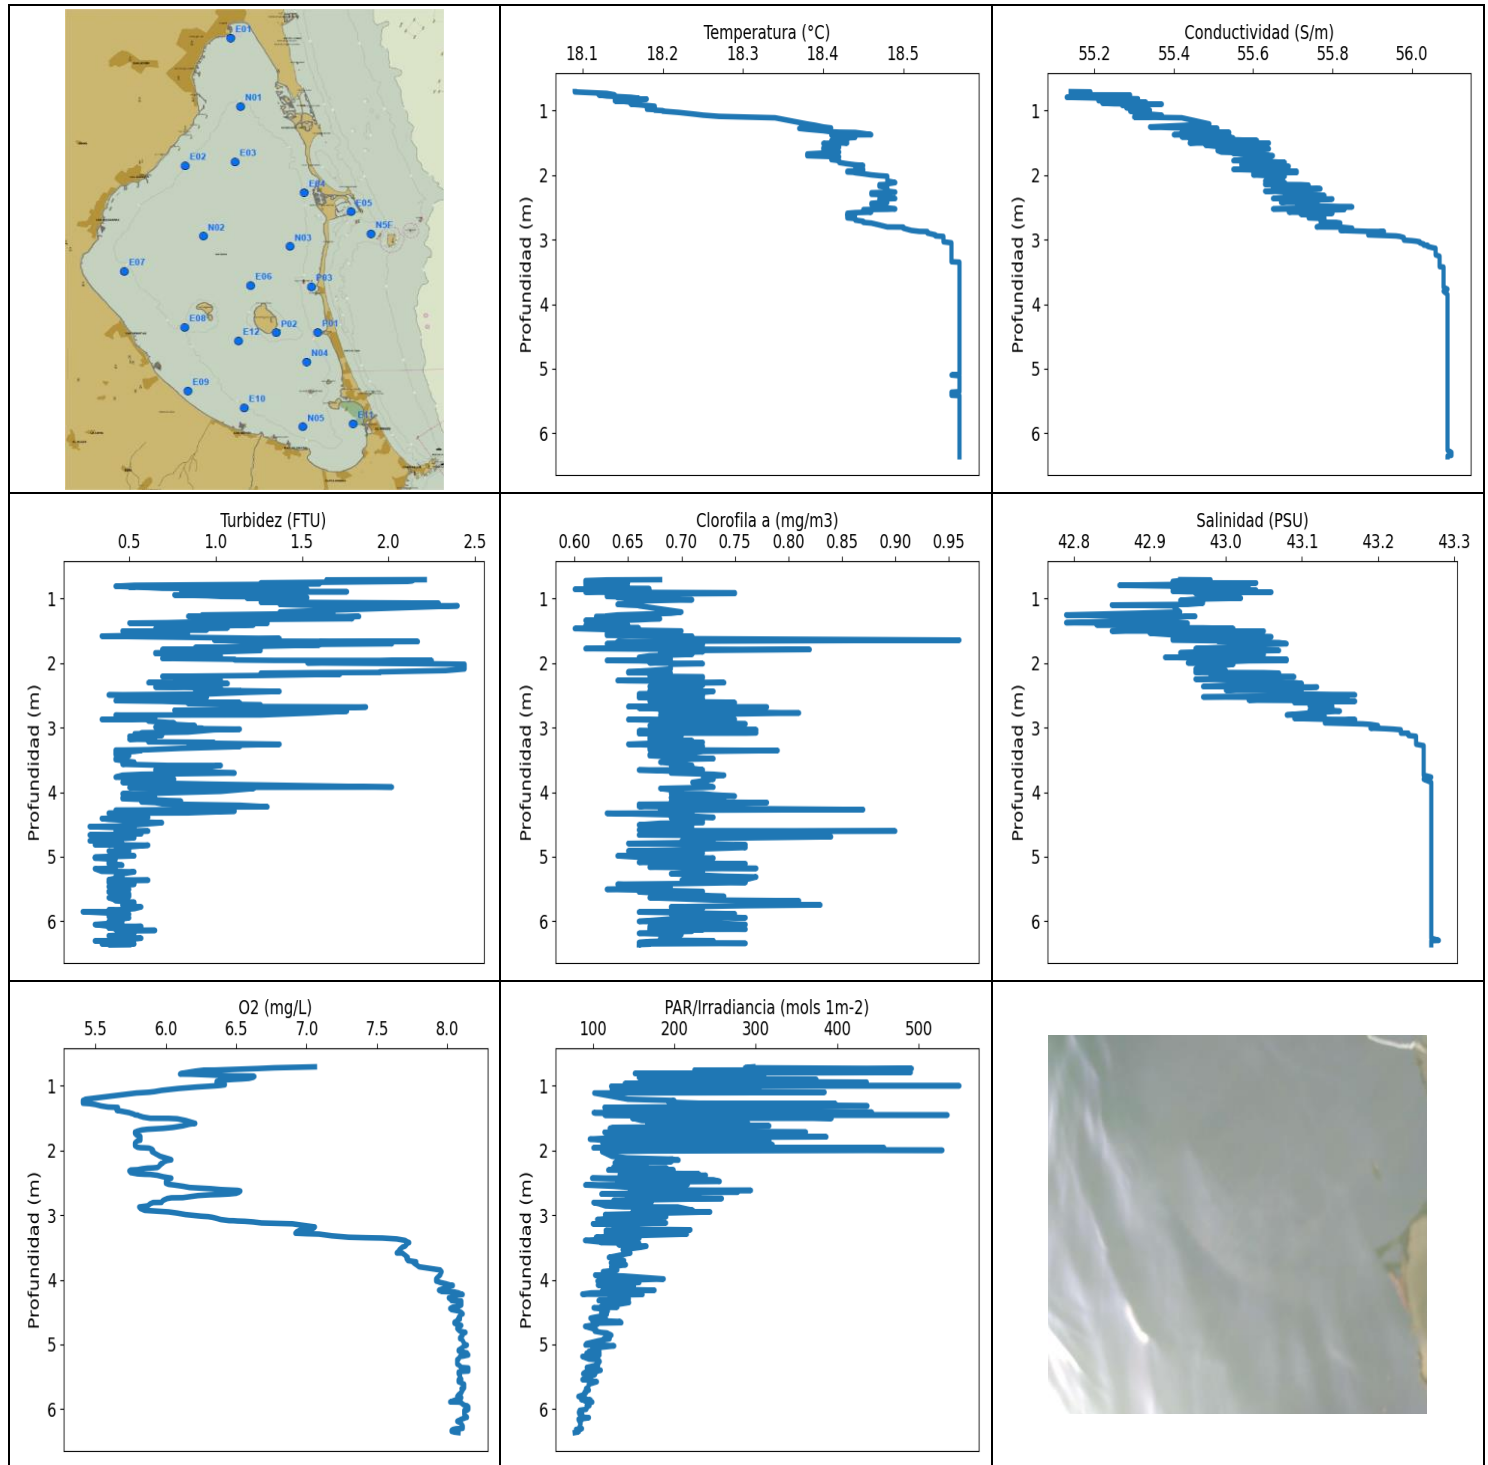 E01
N01
E02
E03
E04
E05
N5F
N02
N03
E07
E06
P03
E08
P02
P01
E12
N04
E09
E10
N05
E11
Temperatura (°C)
18.1 18.2 18.3 18.4 18.5
Profundidad (m)
1
2
3
4
5
6
Conductividad (S/m)
55.2 55.4 55.6 55.8 56.0
Profundidad (m)
1
2
3
4
5
6
Turbidez (FTU)
0.5 1.0 1.5 2.0 2.5
Profundidad (m)
1
2
3
4
5
6
Clorofila a (mg/m3)
0.60 0.65 0.70 0.75 0.80 0.85 0.90 0.95
Profundidad (m)
1
2
3
4
5
6
Salinidad (PSU)
42.8 42.9 43.0 43.1 43.2 43.3
Profundidad (m)
1
2
3
4
5
6
O2 (mg/L)
5.5 6.0 6.5 7.0 7.5 8.0
Profundidad (m)
1
2
3
4
5
6
PAR/Irradiancia (mols 1m-2)
100 200 300 400 500
Profundidad (m)
1
2
3
4
5
6